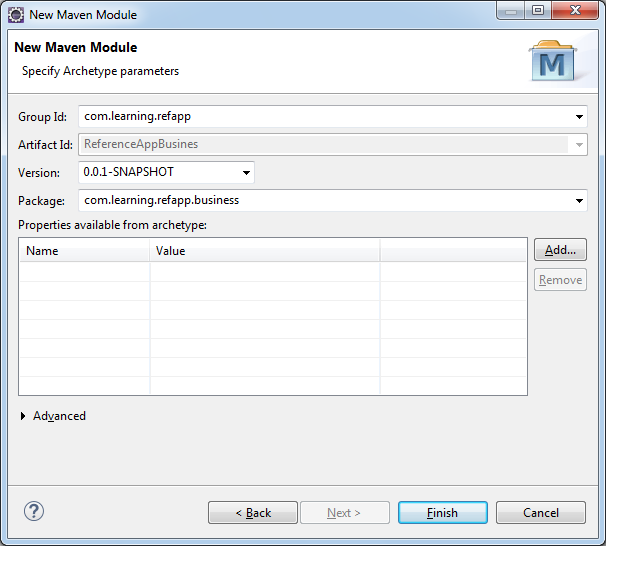 New Maven Module
New Maven Module
Specify Archetype parameters
M
Group Id: com.learning.refapp
Artifact Id: ReferenceAppBusines
Version: 0.0.1-SNAPSHOT
Package: com.learning.refapp.business
Properties available from archetype:
Name Value
Add...
Remove
Advanced
? < Back Next > Finish Cancel